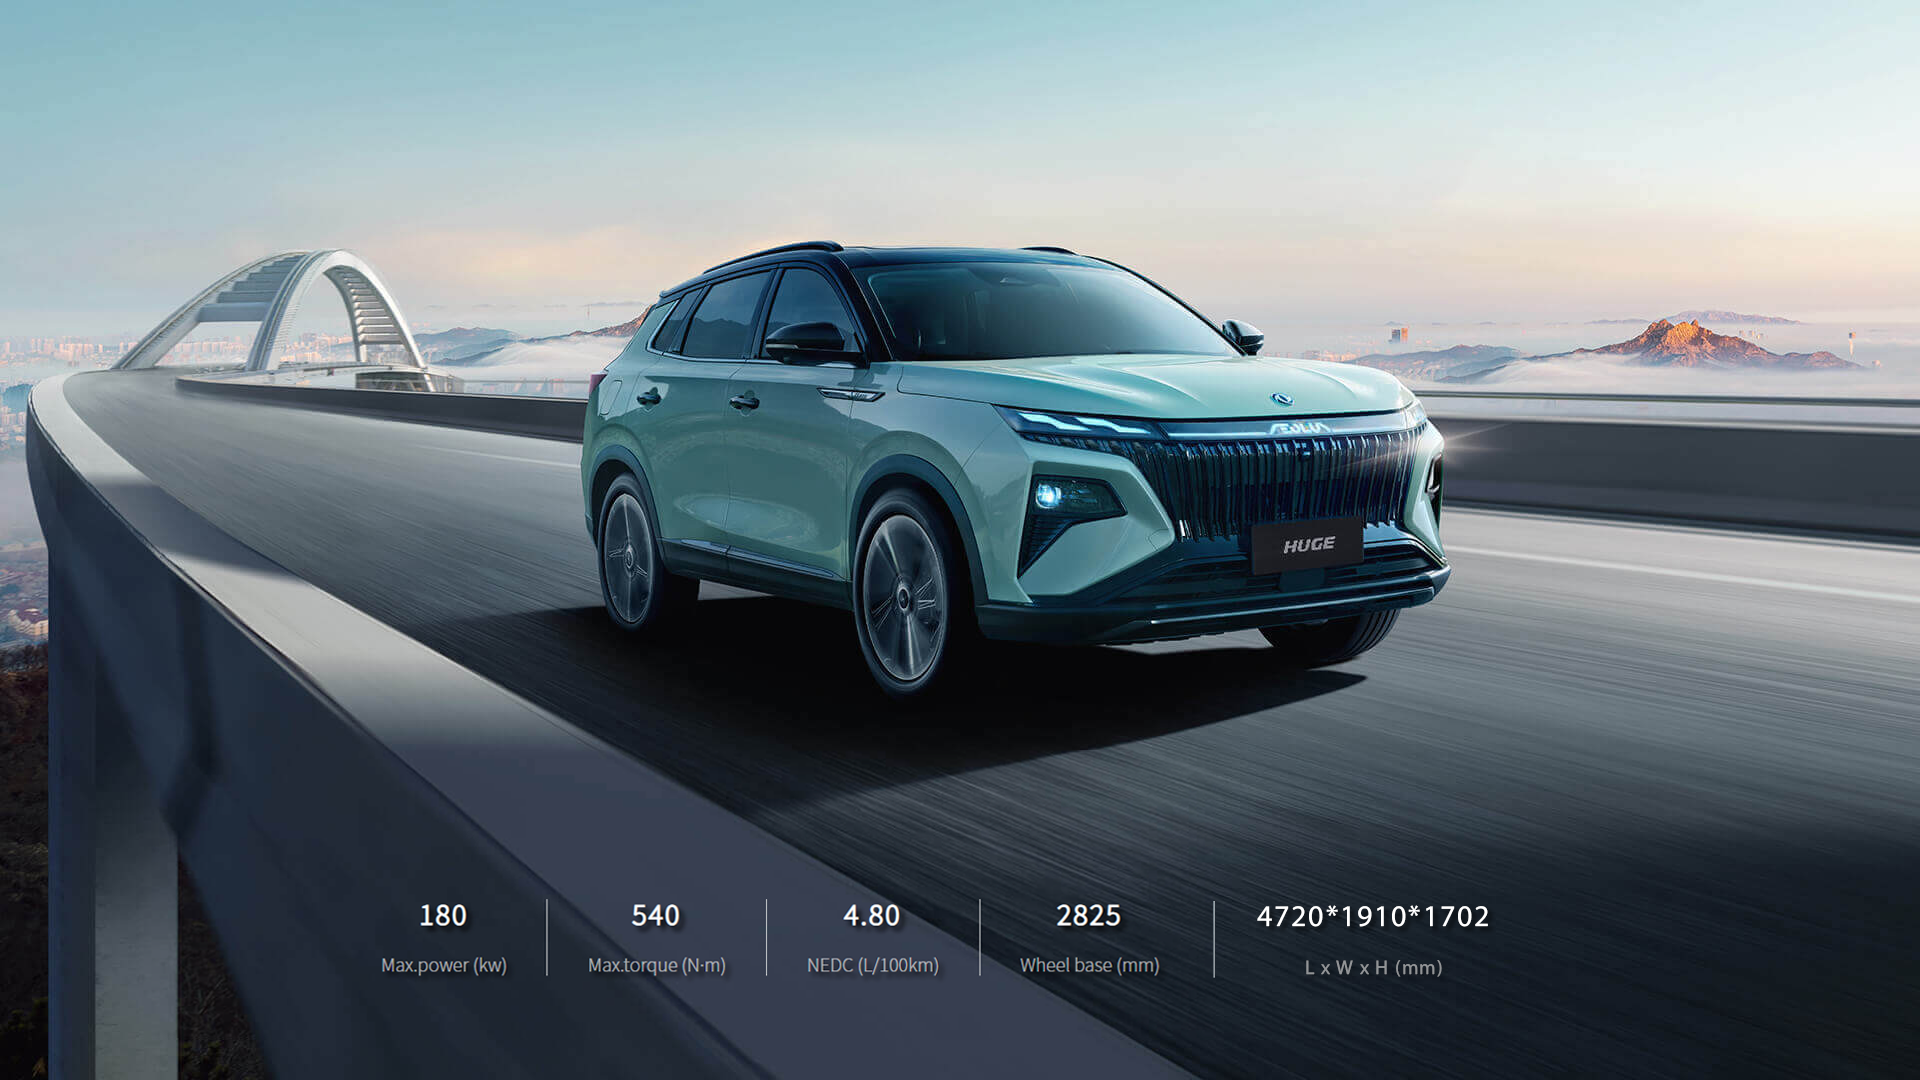 AEOLUS
HUGE
180
540
4.80
2825
4720*1910*1702
Max.power (kw)
Max.torque (N·m)
NEDC (L/100km)
Wheel base (mm)
L x W x H (mm)